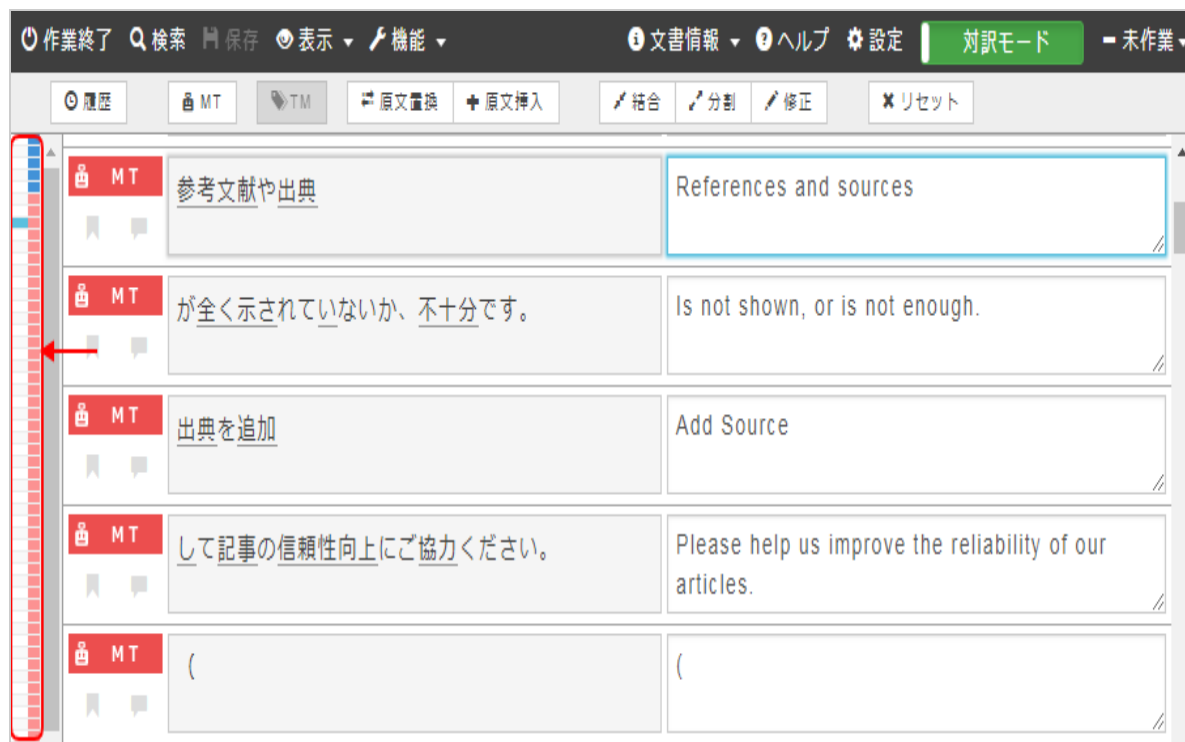 作業終了 検索 保存 表示 機能 文書情報 ヘルプ 設定 対訳モード 未作業
履歴 MT TM 原文置換 原文挿入 結合 分割 修正 リセット
MT 参考文献や出典 References and sources
MT が全く示されていないか、不十分です。 Is not shown, or is not enough.
MT 出典を追加 Add Source
MT して記事の信頼性向上にご協力ください。 Please help us improve the reliability of our
articles.
MT ( (